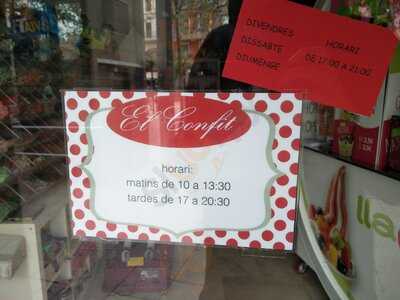 DIVENDRES
DISSABTE
DIUMENGE
HORARI
DE 17:00 A 21:00
El Confit
horari:
matins de 10 a 13:30
tardes de 17 a 20:30
lla